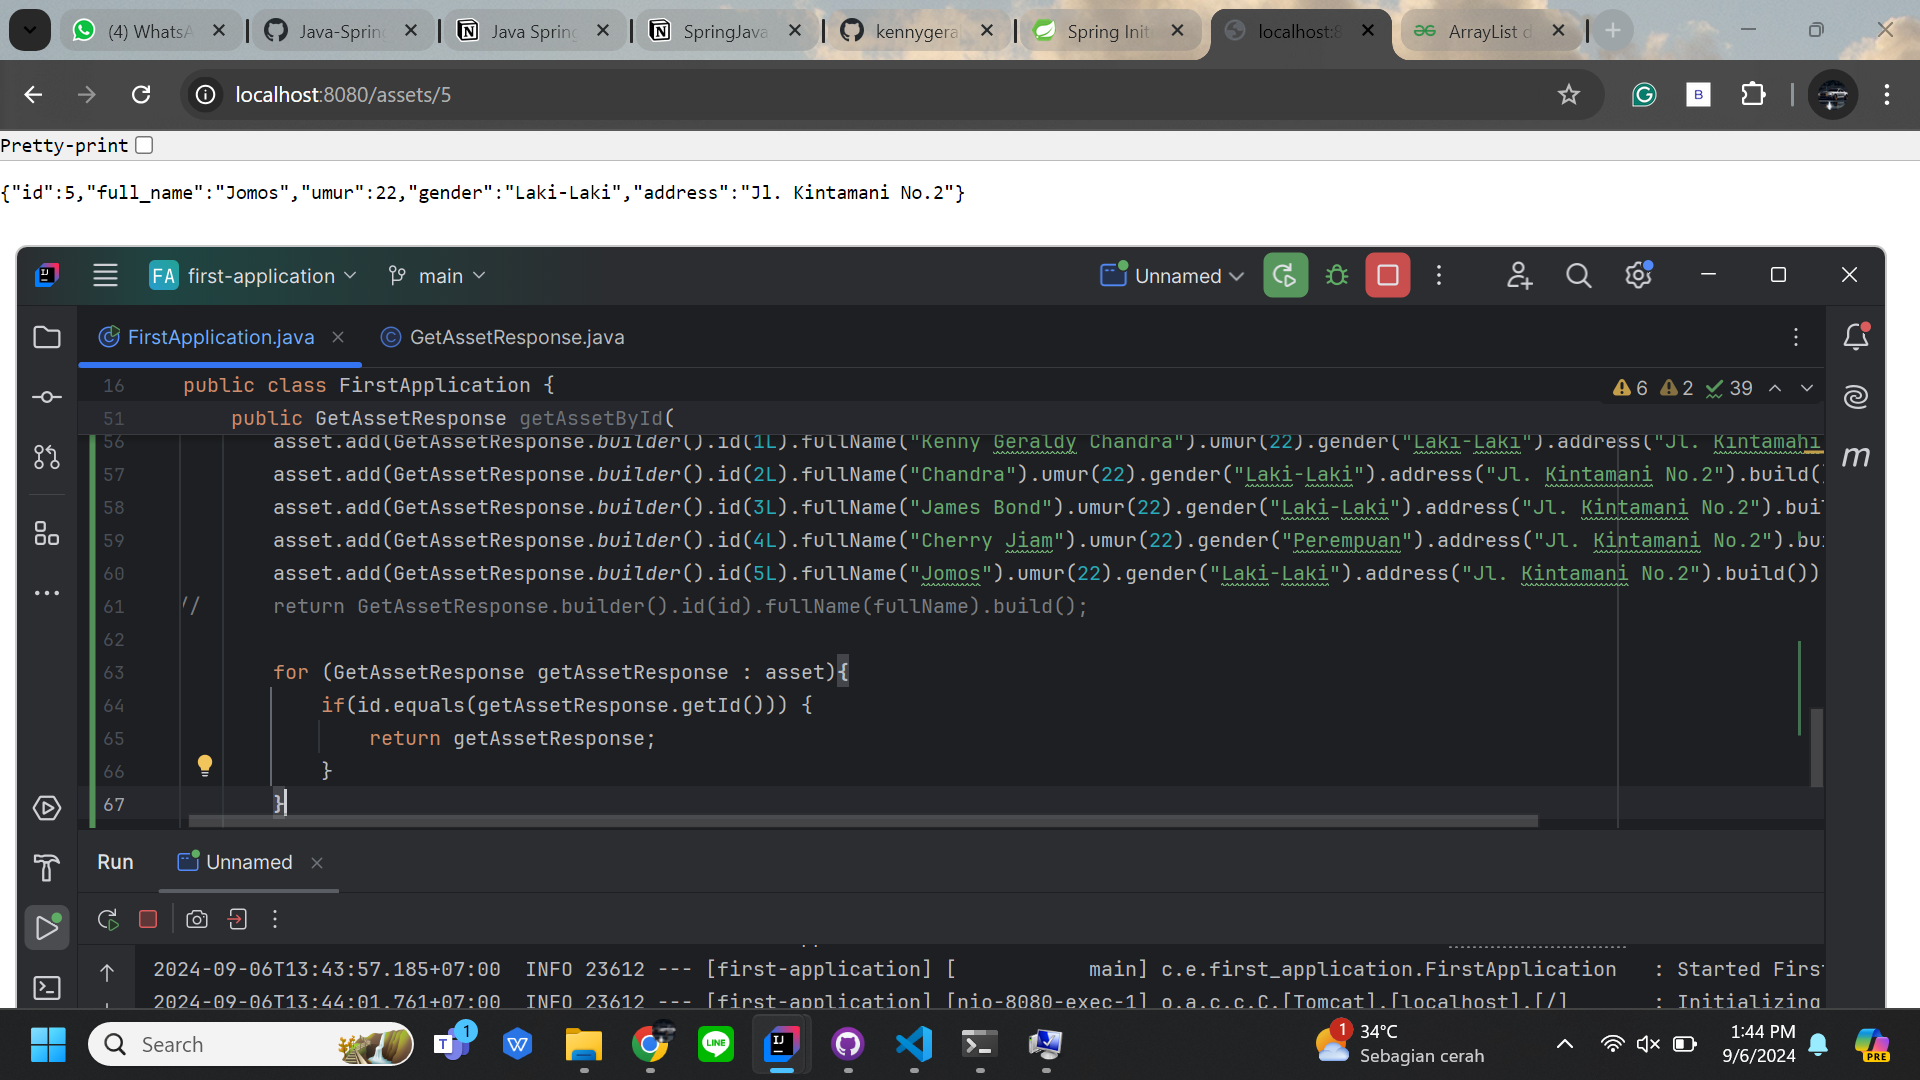 (4) WhatsA
Java-Spring
Java Spring
SpringJava
kennygera
Spring Init
localhost:8
ArrayList d
localhost:8080/assets/5
B
Pretty-print
{"id":5,"full_name":"Jomos","umur":22,"gender":"Laki-Laki","address":"Jl. Kintamani No.2"}
IJ
FA first-application
main
Unnamed
FirstApplication.java
GetAssetResponse.java
16 public class FirstApplication {
6 2 39
51 public GetAssetResponse getAssetById(
56 asset.add(GetAssetResponse.builder().id(1L).fullName("Kenny Geraldy Chandra").umur(22).gender("Laki-Laki").address("Jl. Kintamani
57 asset.add(GetAssetResponse.builder().id(2L).fullName("Chandra").umur(22).gender("Laki-Laki").address("Jl. Kintamani No.2").build(
58 asset.add(GetAssetResponse.builder().id(3L).fullName("James Bond").umur(22).gender("Laki-Laki").address("Jl. Kintamani No.2").buil
59 asset.add(GetAssetResponse.builder().id(4L).fullName("Cherry Jiam").umur(22).gender("Perempuan").address("Jl. Kintamani No.2").bu
60 asset.add(GetAssetResponse.builder().id(5L).fullName("Jomos").umur(22).gender("Laki-Laki").address("Jl. Kintamani No.2").build())
61 // return GetAssetResponse.builder().id(id).fullName(fullName).build();
62
63 for (GetAssetResponse getAssetResponse : asset){
64 if(id.equals(getAssetResponse.getId())) {
65 return getAssetResponse;
66 }
67 }
Run
Unnamed
2024-09-06T13:43:57.185+07:00 INFO 23612 --- [first-application] [ main] c.e.first_application.FirstApplication : Started Firs
2024-09-06T13:44:01.761+07:00 INFO 23612 --- [first-application] [nio-8080-exec-1] o.a.c.c.C.[Tomcat].[localhost].[/] : Initializing
Search
1
LINE
IJ
1
34°C
Sebagian cerah
1:44 PM
9/6/2024
PRE